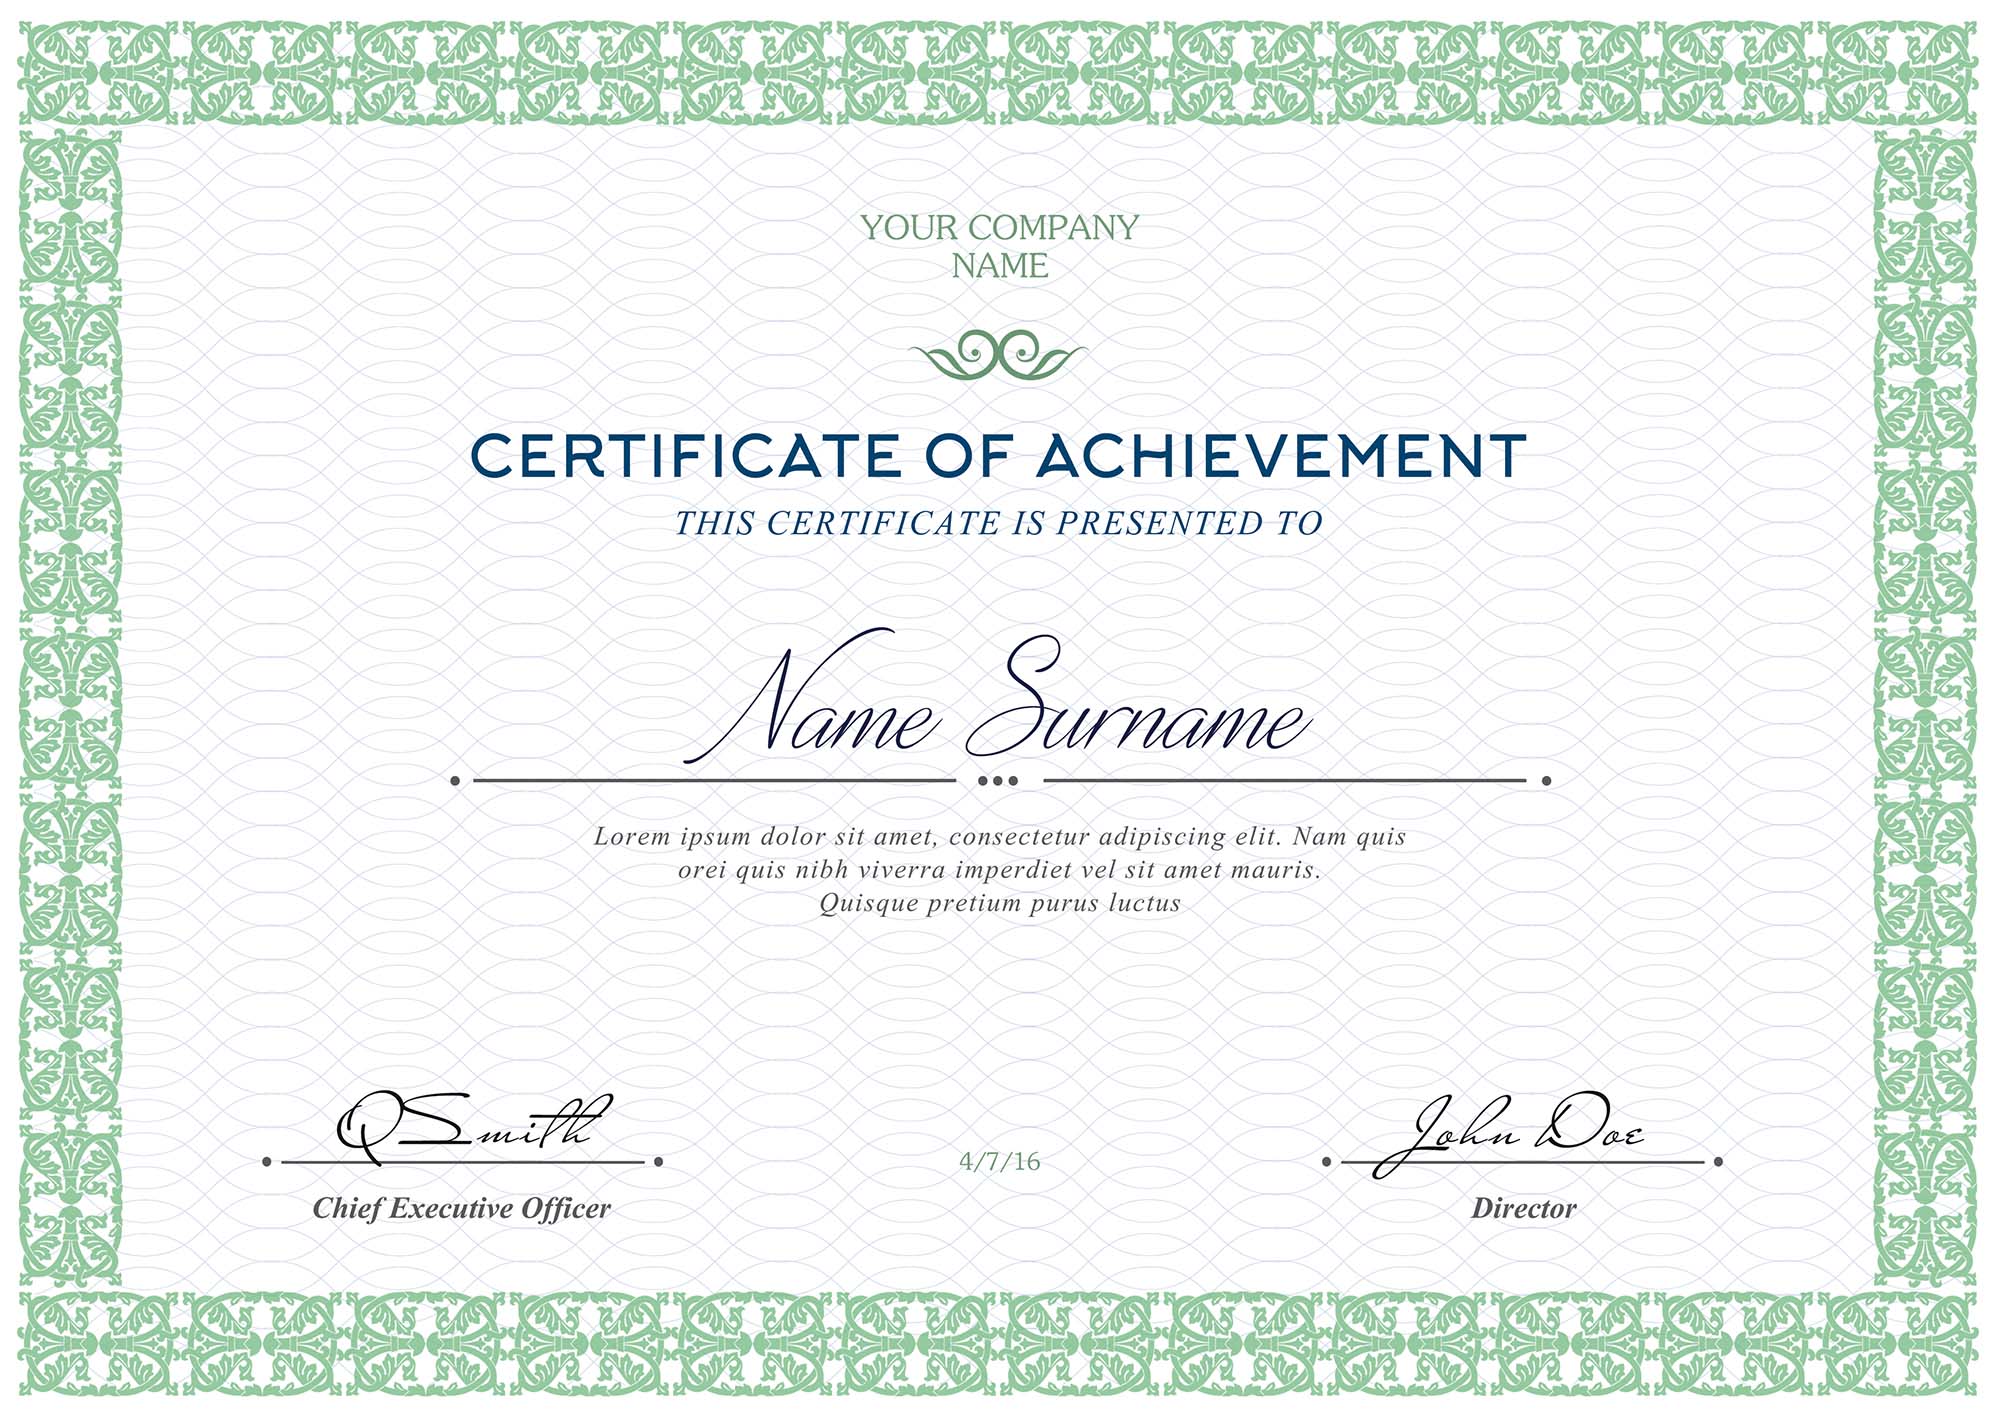 YOUR COMPANY
NAME
CERTIFICATE OF ACHIEVEMENT
THIS CERTIFICATE IS PRESENTED TO
Name Surname
Lorem ipsum dolor sit amet, consectetur adipiscing elit. Nam quis
orei quis nibh viverra imperdiet vel sit amet mauris.
Quisque pretium purus luctus
QSmith
Chief Executive Officer
4/7/16
John Doe
Director